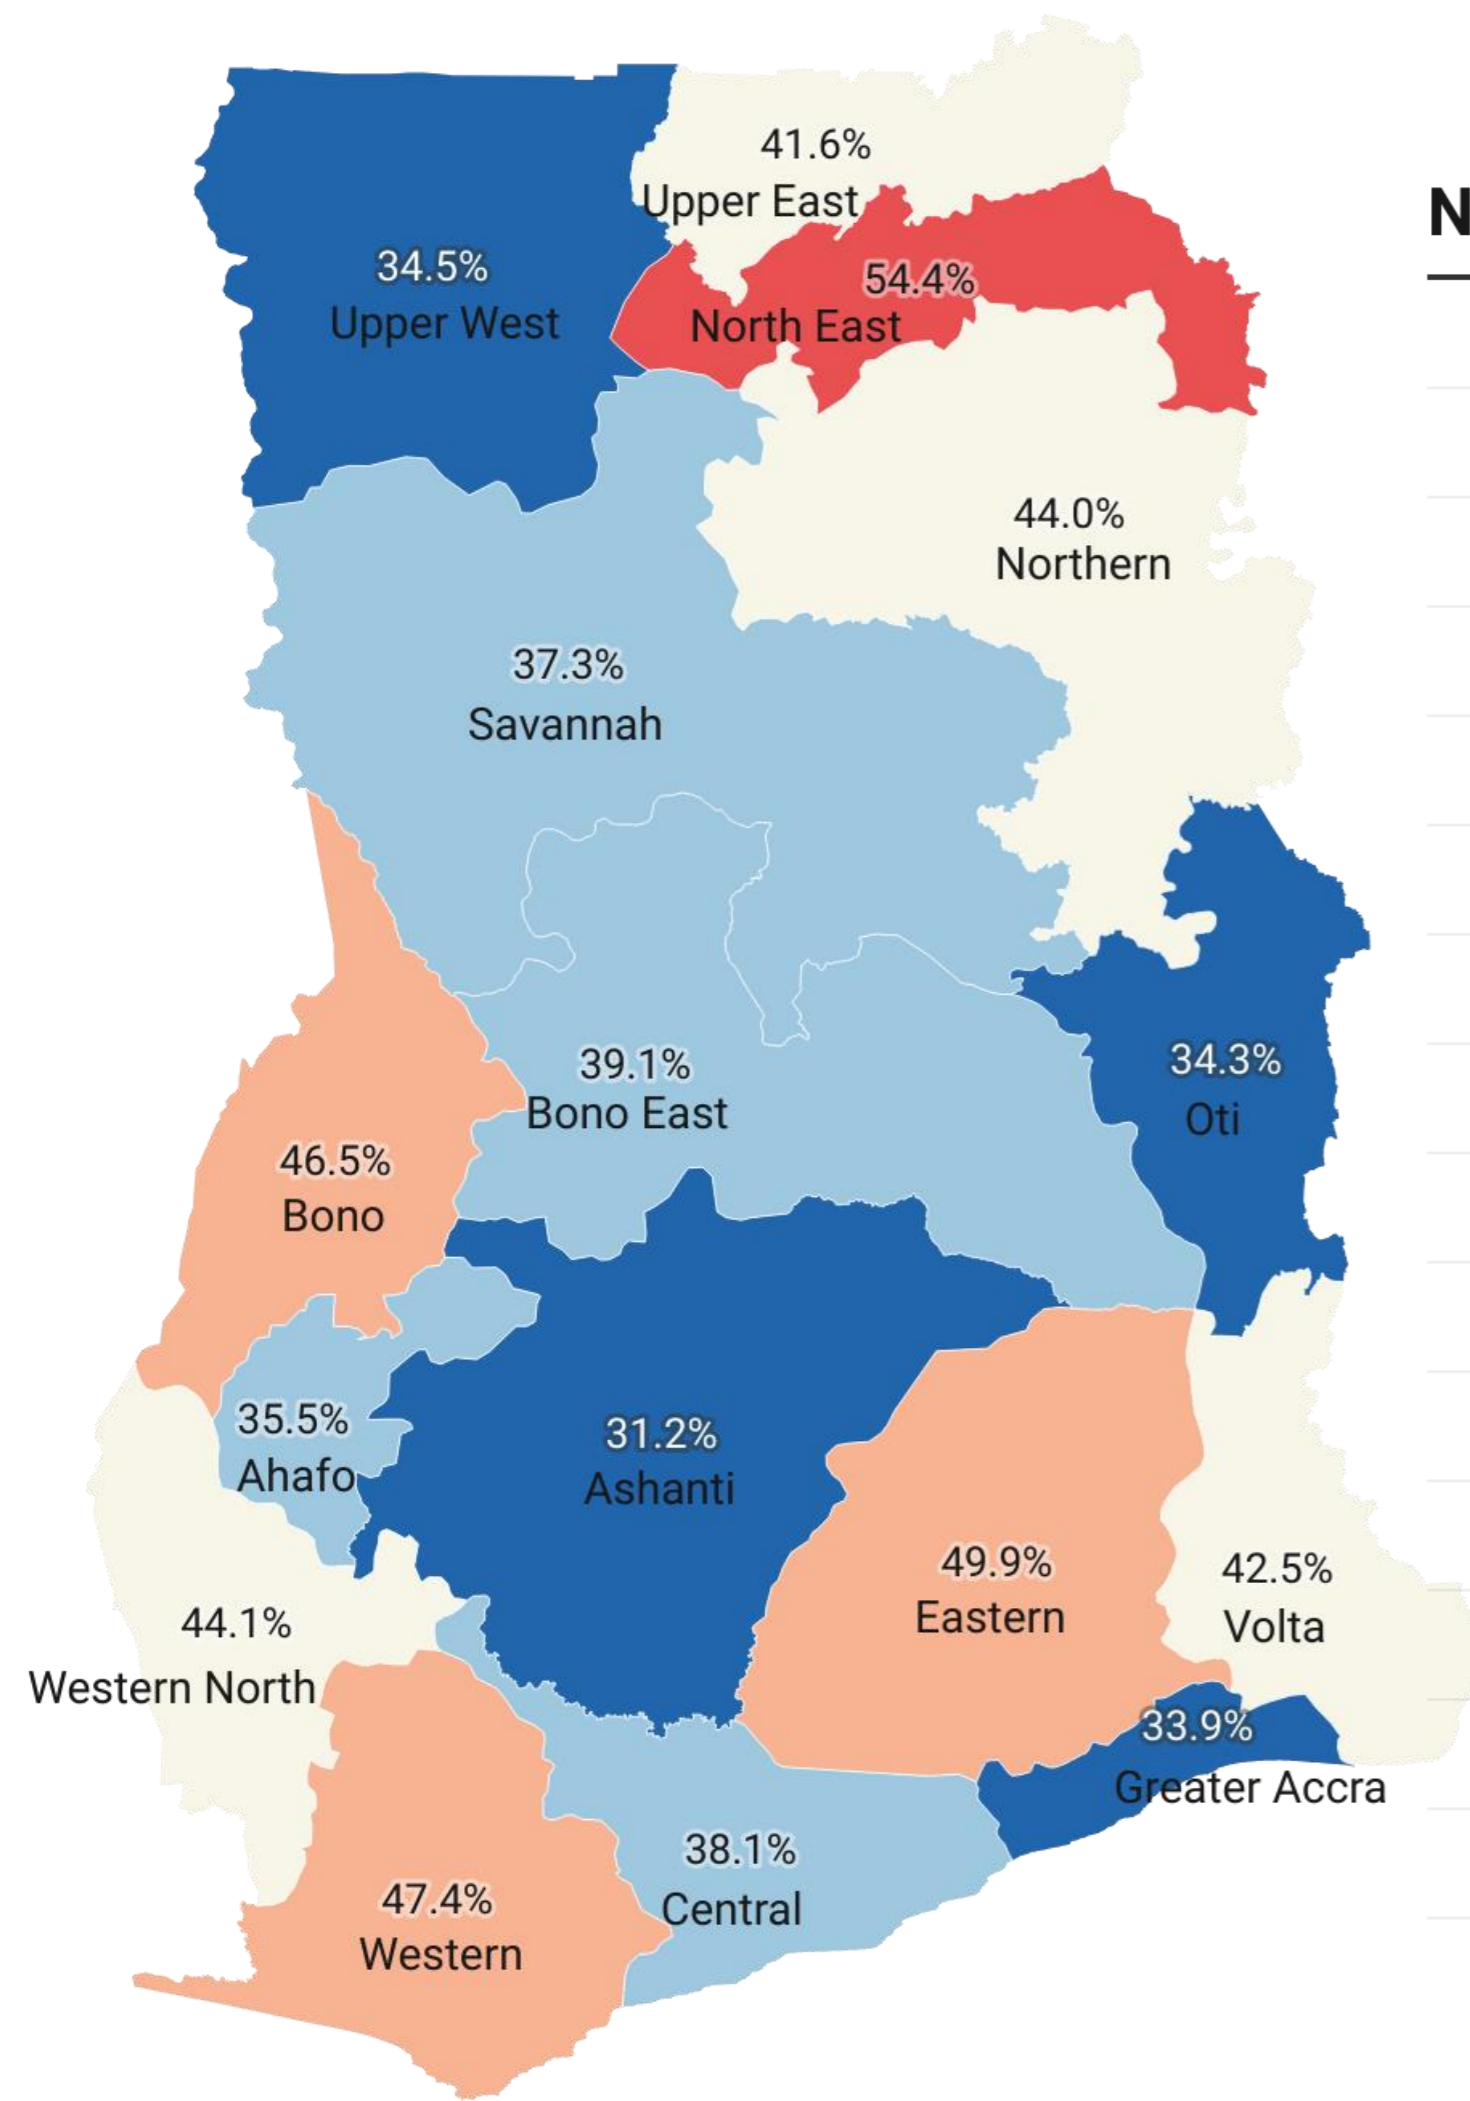 41.6%
Upper East
N
34.5%
Upper West
54.4%
North East
44.0%
Northern
37.3%
Savannah
34.3%
Oti
39.1%
Bono East
46.5%
Bono
35.5%
Ahafo
31.2%
Ashanti
49.9%
Eastern
42.5%
Volta
44.1%
Western North
33.9%
Greater Accra
38.1%
Central
47.4%
Western